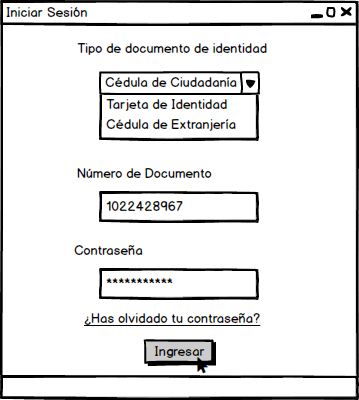 Iniciar Sesión
Tipo de documento de identidad
Cédula de Ciudadanía
Tarjeta de Identidad
Cédula de Extranjería
Número de Documento
1022428967
Contraseña
***********
¿Has olvidado tu contraseña?
Ingresar